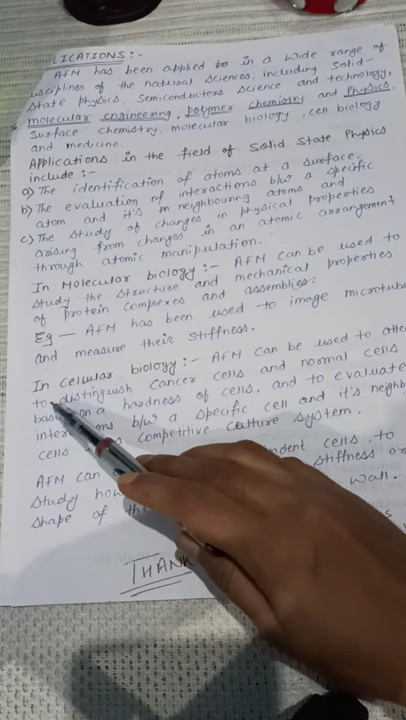 LICATIONS :-
AFM has been applied to in a wide range of
disciplines of the natural sciences, including solid-
state physics, semiconductors science and technology,
molecular engineering, polymer chemistry and physics,
surface chemistry, molecular biology, cell biology
and medicine.
Applications in the field of solid state physics
include :-
a) The identification of atoms at a surface,
b) The evaluation of interactions b/w a specific
atom and it's neighbouring atoms and
c) The study of changes in physical properties
arising from changes in an atomic arrangement
through atomic manipulation.
In Molecular biology :- AFM can be used to
study the structure and mechanical properties
of protein complexes and assemblies.
Eg - AFM has been used to image microtub
and measure their stiffness.
In cellular biology :- AFM can be used to atte
to distinguish cancer cells and normal cells
based on a hardness of cells, and to evaluate
inter ons b/w a specific cell and it's neighb
cells a competitive culture system.
AFM can ndent cells to
study how stiffness or
shape of the wall.
THANK